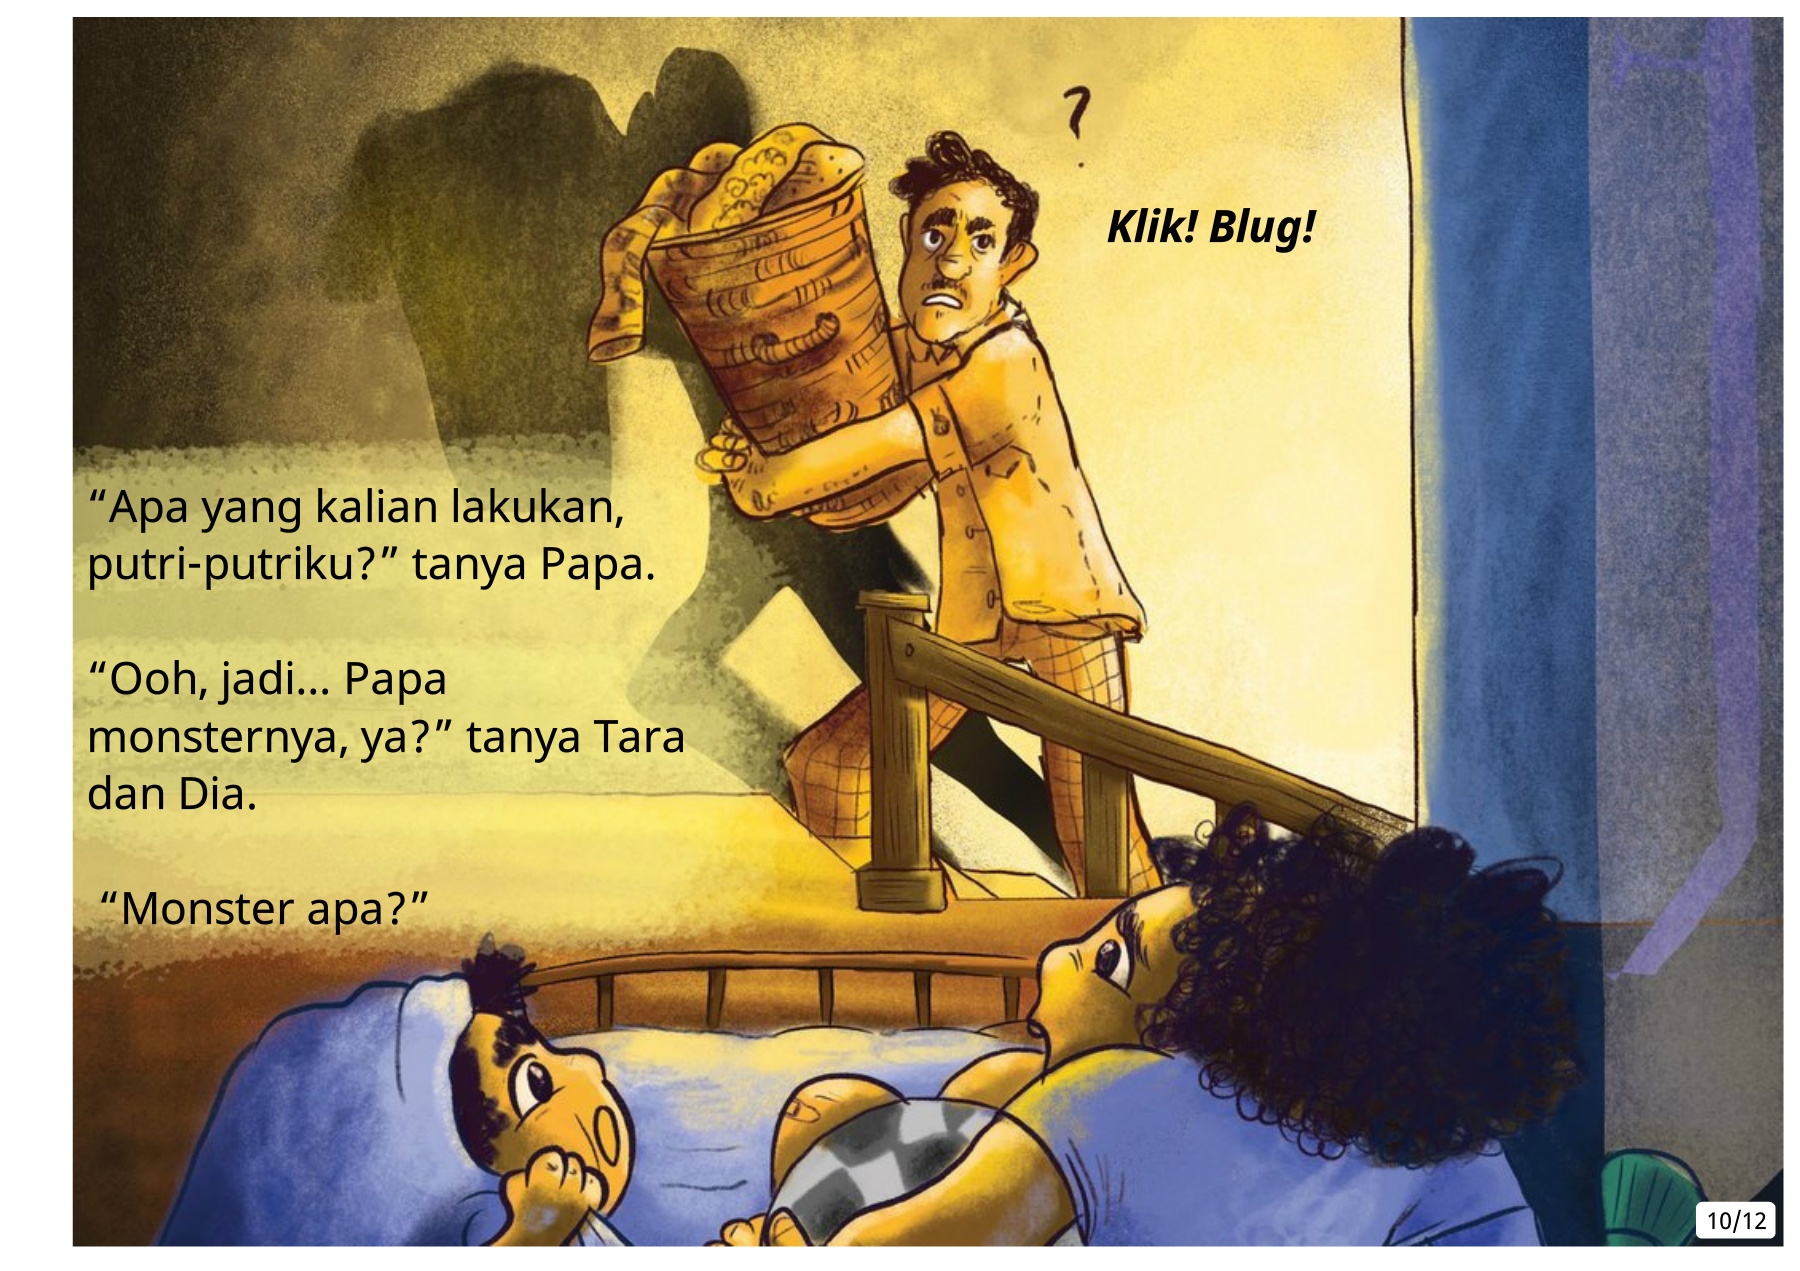 ?
Klik! Blug!
“Apa yang kalian lakukan,
putri-putriku?” tanya Papa.
“Ooh, jadi... Papa
monsternya, ya?” tanya Tara
dan Dia.
“Monster apa?”
10/12